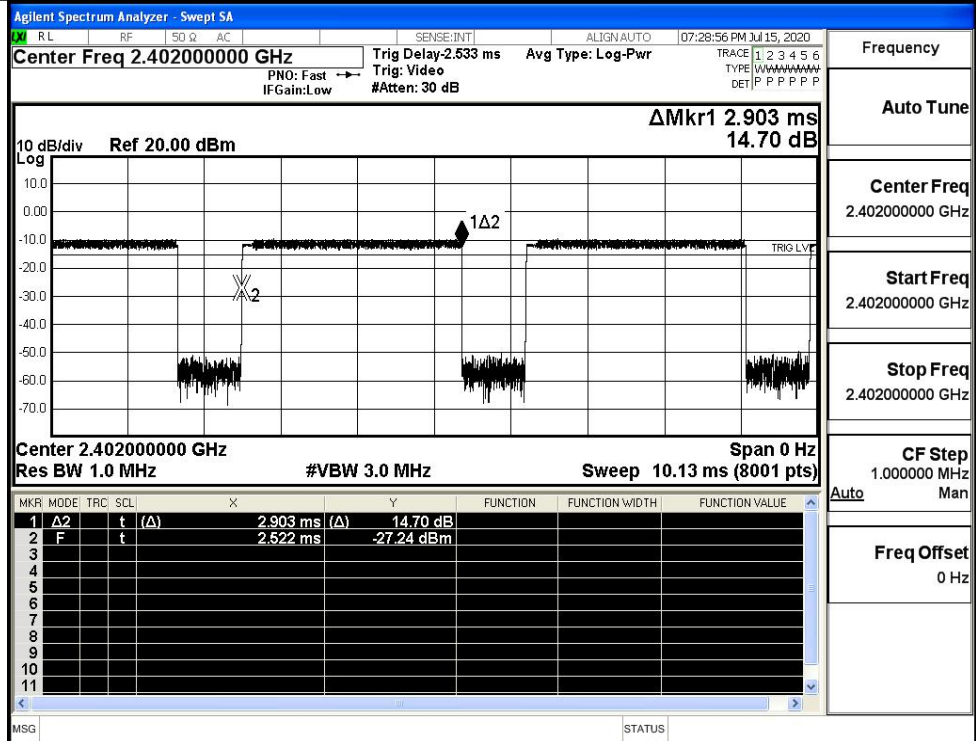 Agilent Spectrum Analyzer - Swept SA
LXI RL RF 50 Ω AC SENSE:INT ALIGN AUTO 07:28:56 PM Jul 15, 2020
Center Freq 2.402000000 GHz Trig Delay-2.533 ms Avg Type: Log-Pwr TRACE 1 2 3 4 5 6
PNO: Fast Trig: Video TYPE WWWWWW
IFGain:Low #Atten: 30 dB DET P P P P P P
ΔMkr1 2.903 ms
10 dB/div Ref 20.00 dBm 14.70 dB
Log
10.0
0.00
1Δ2
-10.0
TRIG LVL
-20.0
-30.0
2
-40.0
-50.0
-60.0
-70.0
Center 2.402000000 GHz Span 0 Hz
Res BW 1.0 MHz #VBW 3.0 MHz Sweep 10.13 ms (8001 pts)
MKR MODE TRC SCL X Y FUNCTION FUNCTION WIDTH FUNCTION VALUE
1 Δ2 t (Δ) 2.903 ms (Δ) 14.70 dB
2 F t 2.522 ms -27.24 dBm
3
4
5
6
7
8
9
10
11
MSG STATUS
Frequency
Auto Tune
Center Freq
2.402000000 GHz
Start Freq
2.402000000 GHz
Stop Freq
2.402000000 GHz
CF Step
1.000000 MHz
Auto Man
Freq Offset
0 Hz